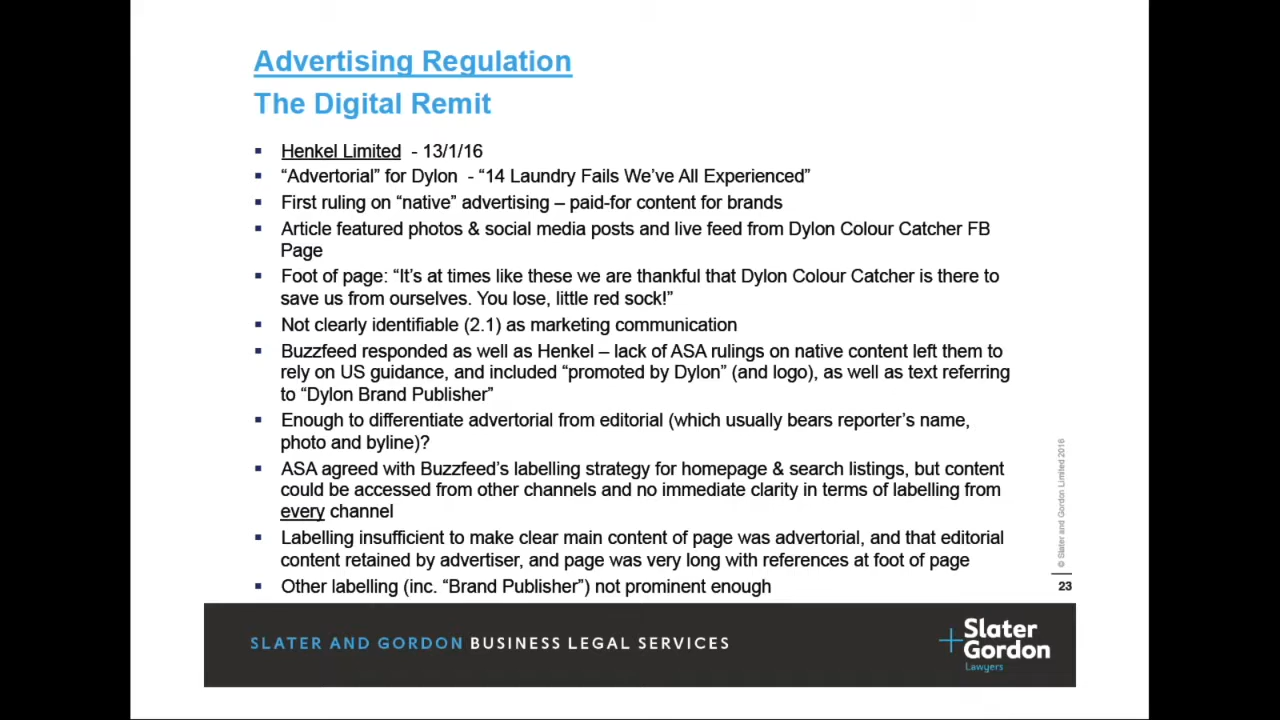 Advertising Regulation
The Digital Remit
▪ Henkel Limited - 13/1/16
▪ “Advertorial” for Dylon - “14 Laundry Fails We’ve All Experienced”
▪ First ruling on “native” advertising – paid-for content for brands
▪ Article featured photos & social media posts and live feed from Dylon Colour Catcher FB
Page
▪ Foot of page: “It’s at times like these we are thankful that Dylon Colour Catcher is there to
save us from ourselves. You lose, little red sock!”
▪ Not clearly identifiable (2.1) as marketing communication
▪ Buzzfeed responded as well as Henkel – lack of ASA rulings on native content left them to
rely on US guidance, and included “promoted by Dylon” (and logo), as well as text referring
to “Dylon Brand Publisher”
▪ Enough to differentiate advertorial from editorial (which usually bears reporter’s name,
photo and byline)?
▪ ASA agreed with Buzzfeed’s labelling strategy for homepage & search listings, but content
could be accessed from other channels and no immediate clarity in terms of labelling from
every channel
▪ Labelling insufficient to make clear main content of page was advertorial, and that editorial
content retained by advertiser, and page was very long with references at foot of page
▪ Other labelling (inc. “Brand Publisher”) not prominent enough
© Slater and Gordon Limited 2016
23
SLATER AND GORDON BUSINESS LEGAL SERVICES
Slater
Gordon
Lawyers